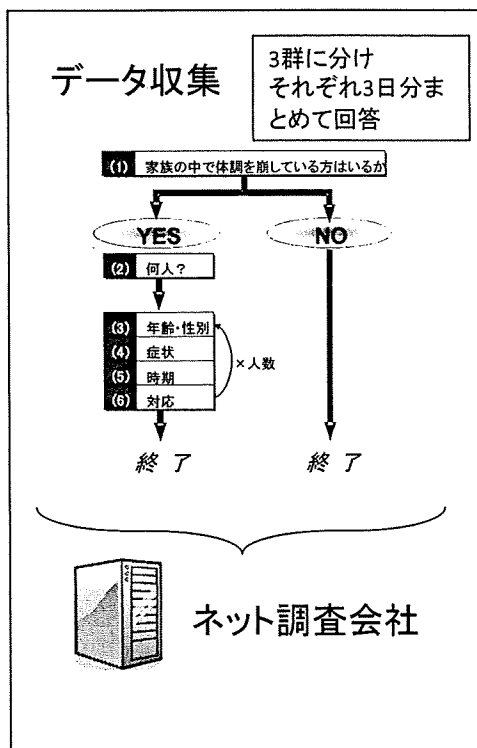 データ収集
3群に分け
それぞれ3日分ま
とめて回答
(1) 家族の中で体調を崩している方はいるか
YES
NO
(2) 何人?
(3) 年齢・性別
(4) 症状
(5) 時期
(6) 対応
×人数
終了
終了
ネット調査会社